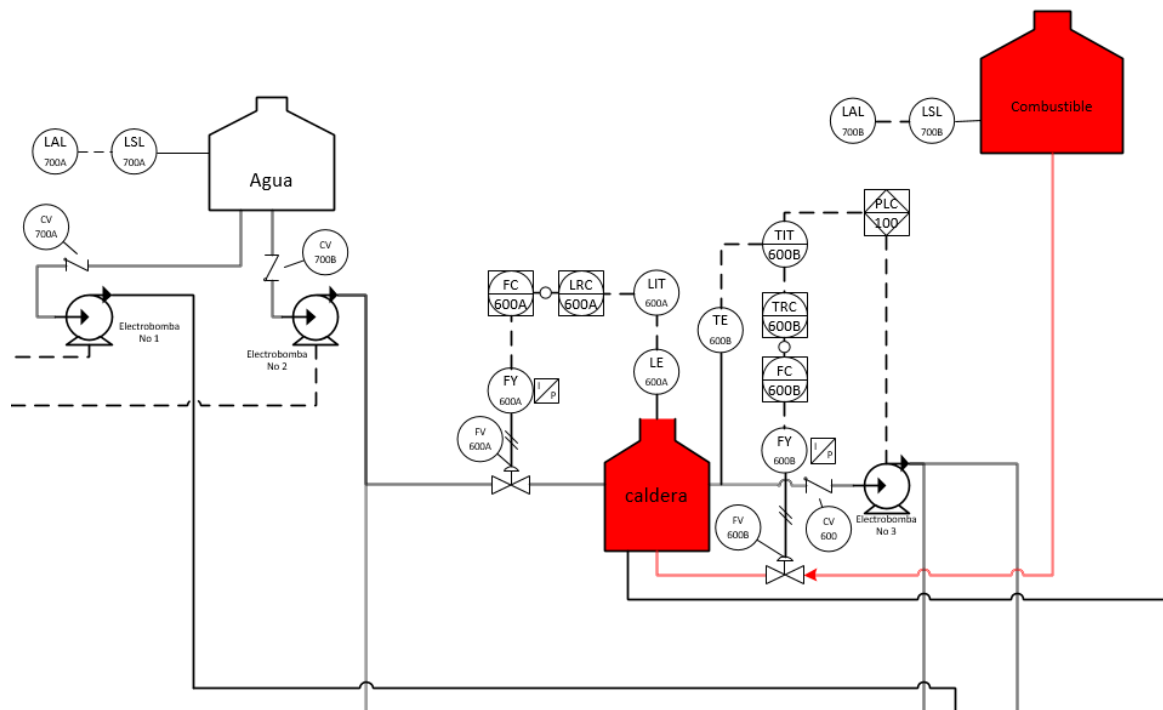 Combustible
LAL
700B
LSL
700B
LAL
700A
LSL
700A
Agua
CV
700A
CV
700B
PLC
100
TIT
600B
FC
600A
LRC
600A
LIT
600A
TE
600B
TRC
600B
Electrobomba
No 1
Electrobomba
No 2
LE
600A
FC
600B
FY
600A
I
P
FV
600A
FY
600B
I
P
caldera
FV
600B
CV
600
Electrobomba
No 3